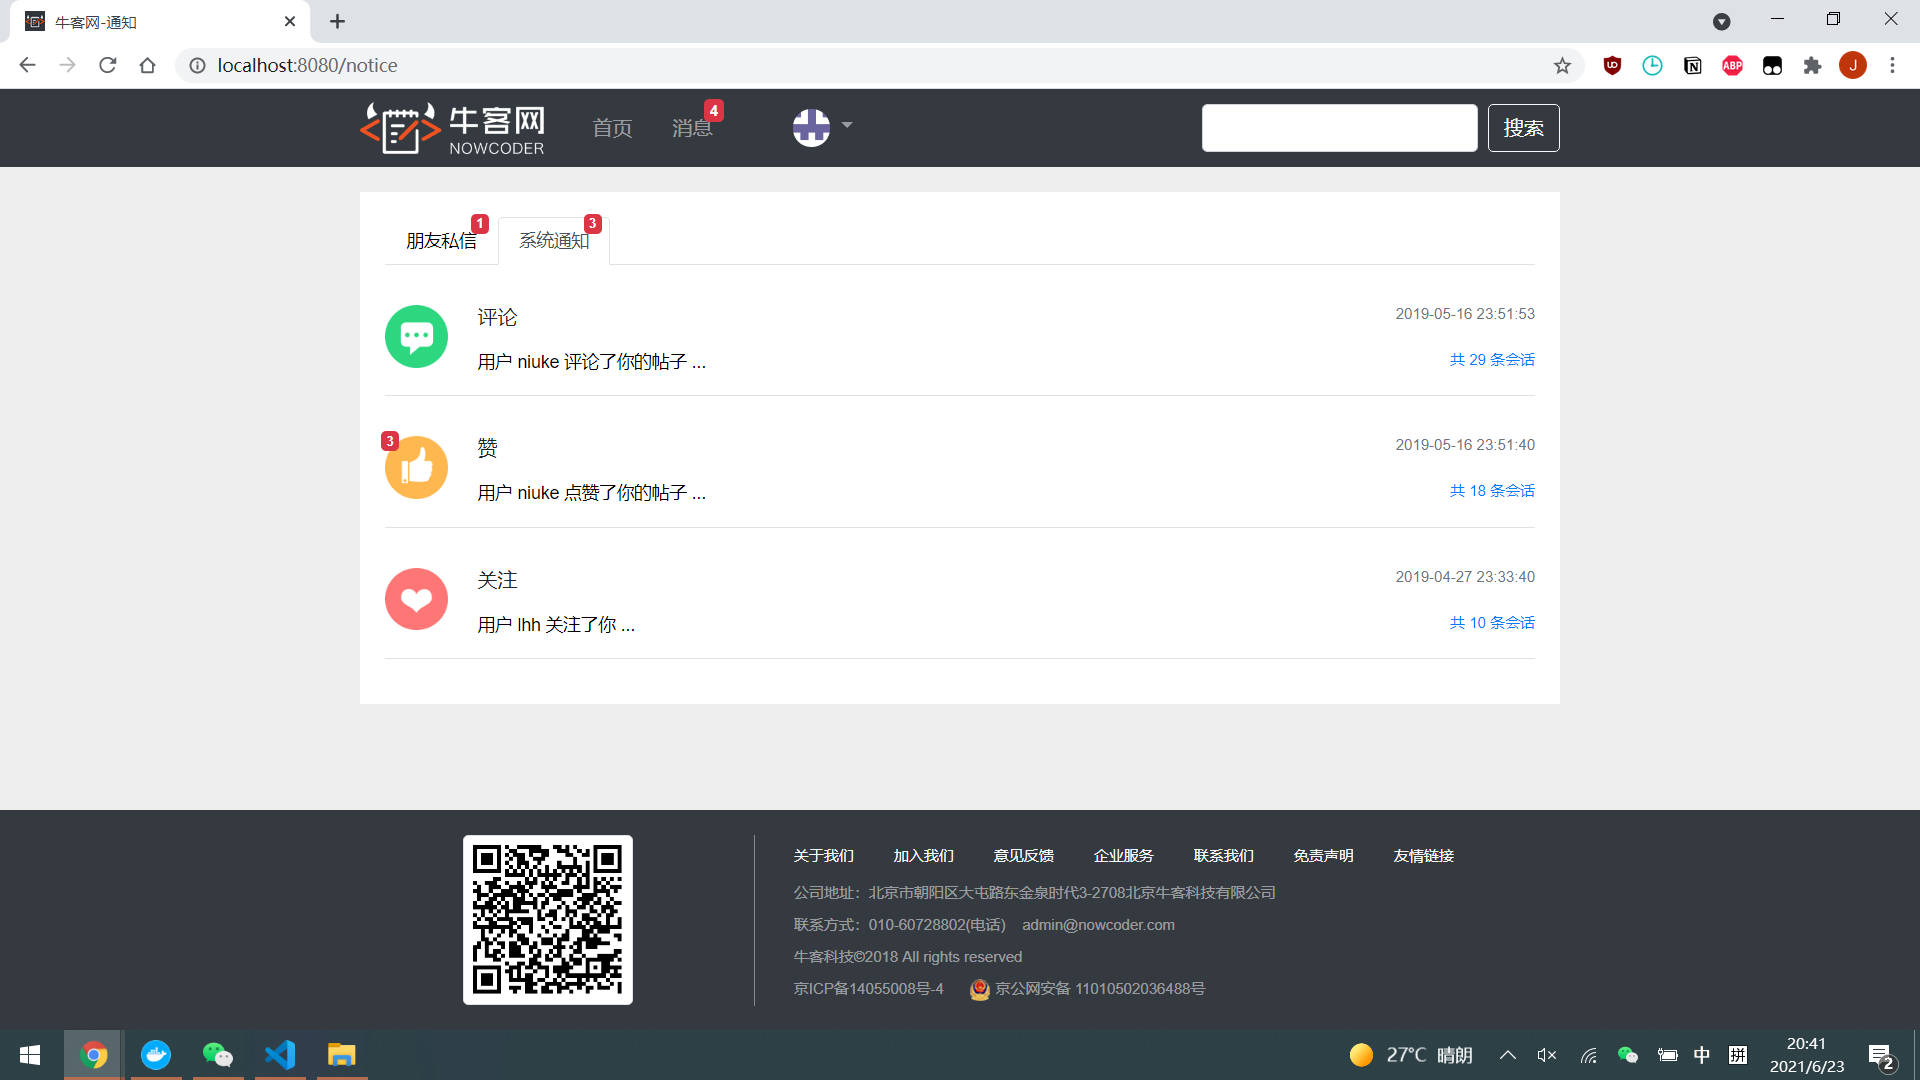 牛客网-通知
localhost:8080/notice
牛客网
NOWCODER
首页
消息
4
搜索
J
朋友私信
1
系统通知
3
评论
2019-05-16 23:51:53
用户 niuke 评论了你的帖子 ...
共 29 条会话
3
赞
2019-05-16 23:51:40
用户 niuke 点赞了你的帖子 ...
共 18 条会话
关注
2019-04-27 23:33:40
用户 lhh 关注了你 ...
共 10 条会话
关于我们 加入我们 意见反馈 企业服务 联系我们 免责声明 友情链接
公司地址：北京市朝阳区大屯路东金泉时代3-2708北京牛客科技有限公司
联系方式：010-60728802(电话) admin@nowcoder.com
牛客科技©2018 All rights reserved
京ICP备14055008号-4 京公网安备 11010502036488号
27°C 晴朗
中
拼
20:41
2021/6/23
2